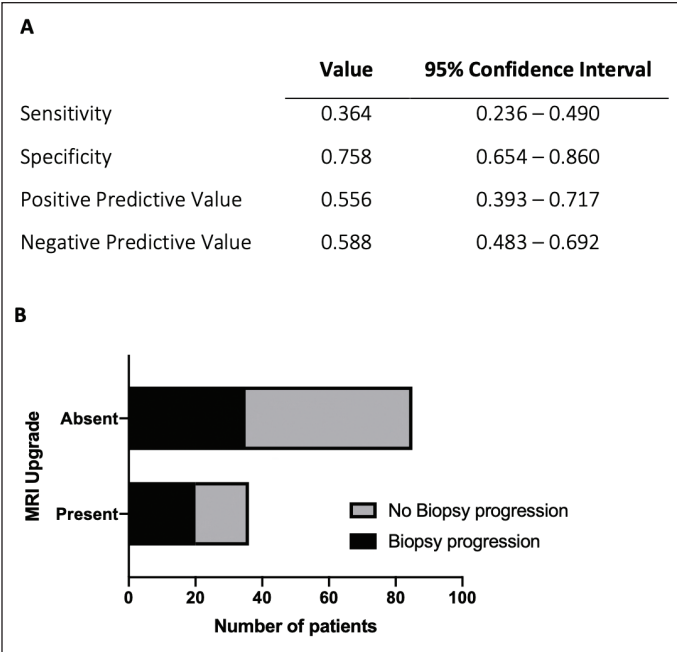 A
Value 95% Confidence Interval
Sensitivity 0.364 0.236 – 0.490
Specificity 0.758 0.654 – 0.860
Positive Predictive Value 0.556 0.393 – 0.717
Negative Predictive Value 0.588 0.483 – 0.692
B
MRI Upgrade
Absent
Present
No Biopsy progression
Biopsy progression
0 20 40 60 80 100
Number of patients